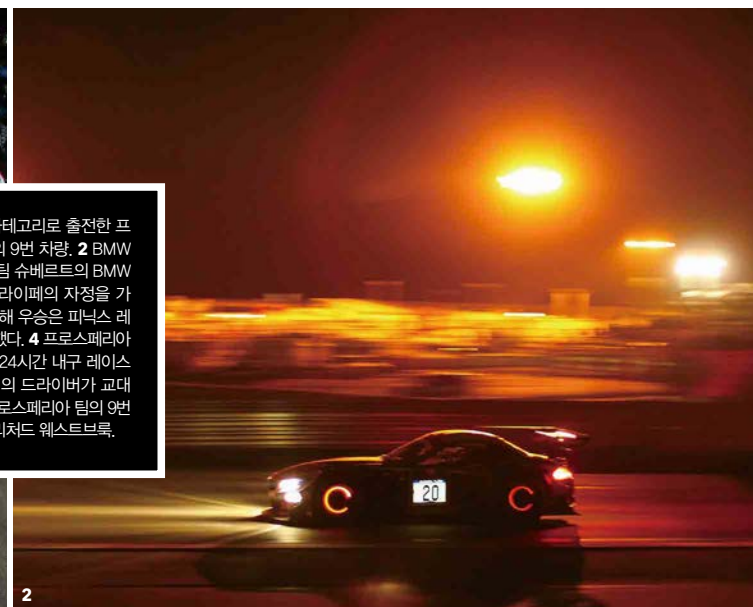 테고리로 출전한 프
의 9번 차량. 2 BMW
팀 슈베르트의 BMW
라이페의 자정을 가
해 우승은 피닉스 레
했다. 4 프로스페리아
24시간 내구 레이스
의 드라이버가 교대
로스페리아 팀의 9번
리처드 웨스트브룩.
20
2